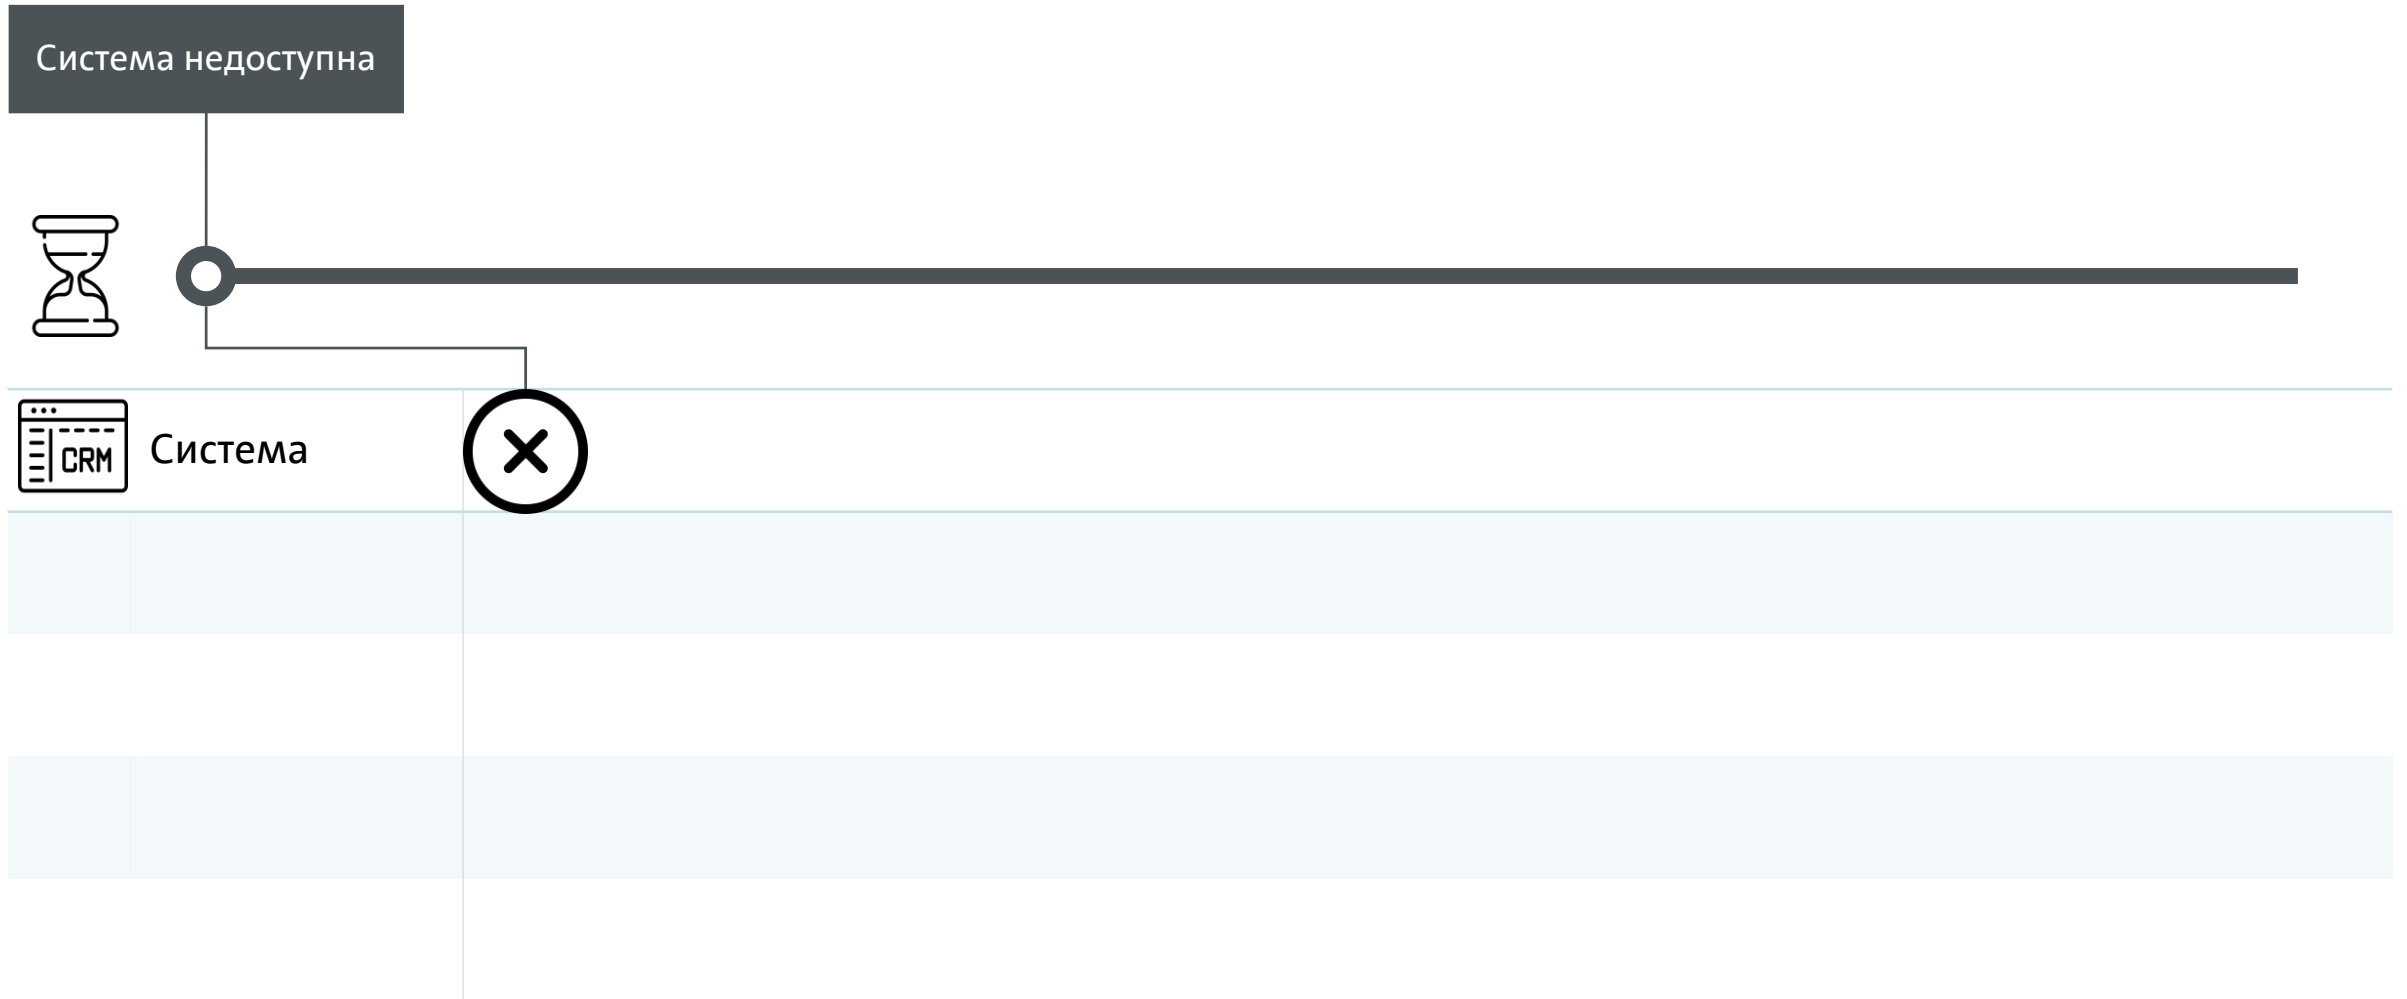 Система недоступна
CRM
Система